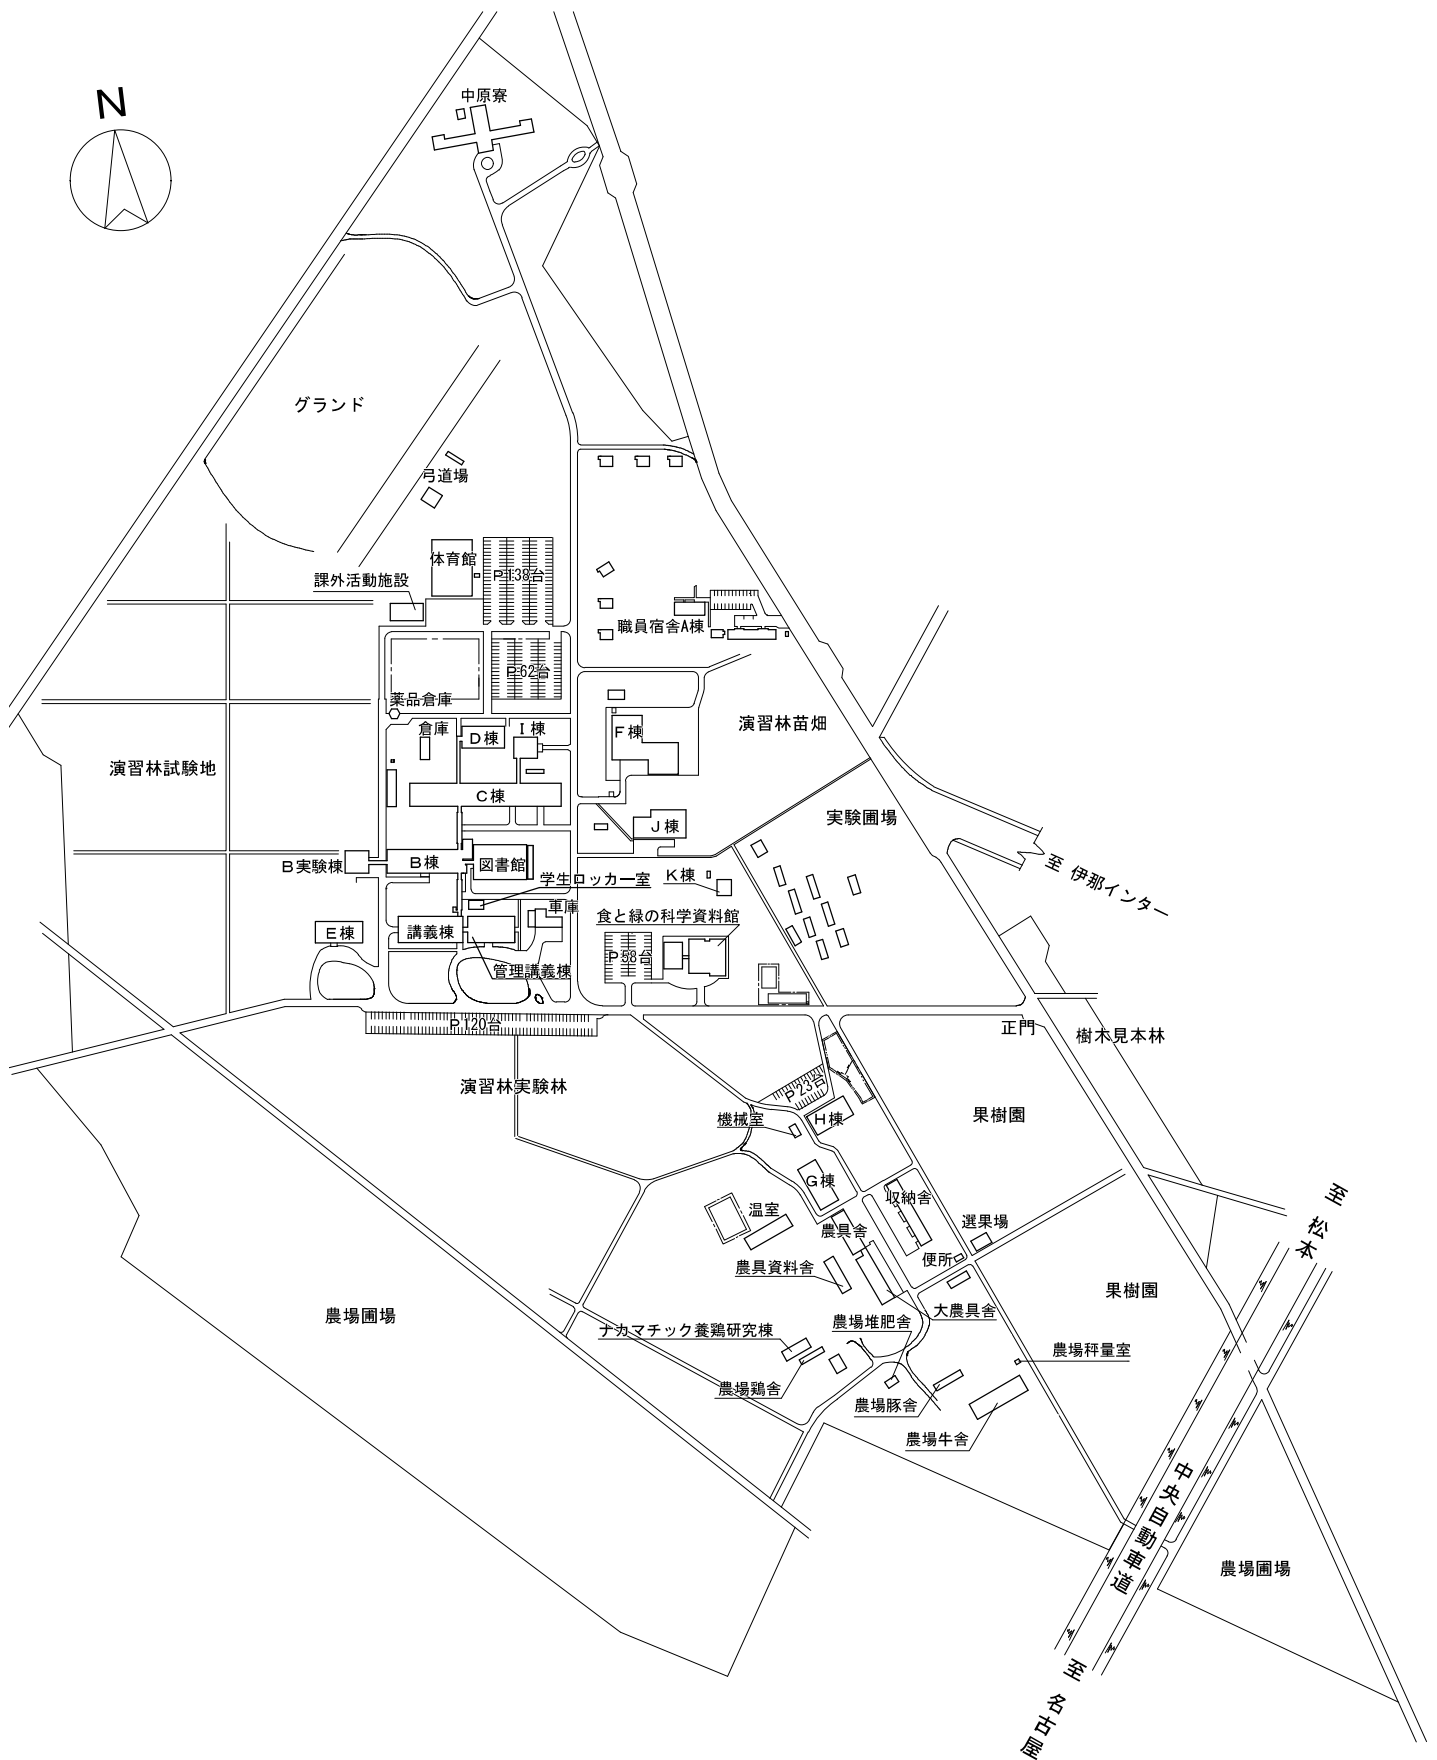 N
中原寮
グランド
弓道場
体育館
P 138台
課外活動施設
職員宿舎A棟
P 62台
薬品倉庫
倉庫
D棟
I棟
F棟
演習林苗畑
演習林試験地
C棟
J棟
実験圃場
B実験棟
B棟
図書館
学生ロッカー室
K棟
至 伊那インター
車庫
食と緑の科学資料館
E棟
講義棟
P 58台
管理講義棟
P 120台
正門
樹木見本林
演習林実験林
P 23台
機械室
H棟
果樹園
G棟
収納舎
温室
農具舎
選果場
便所
農具資料舎
大農具舎
果樹園
農場圃場
ナカマチック養鶏研究棟
農場堆肥舎
農場秤量室
農場鶏舎
農場豚舎
農場牛舎
至 松本
中央自動車道
農場圃場
至 名古屋